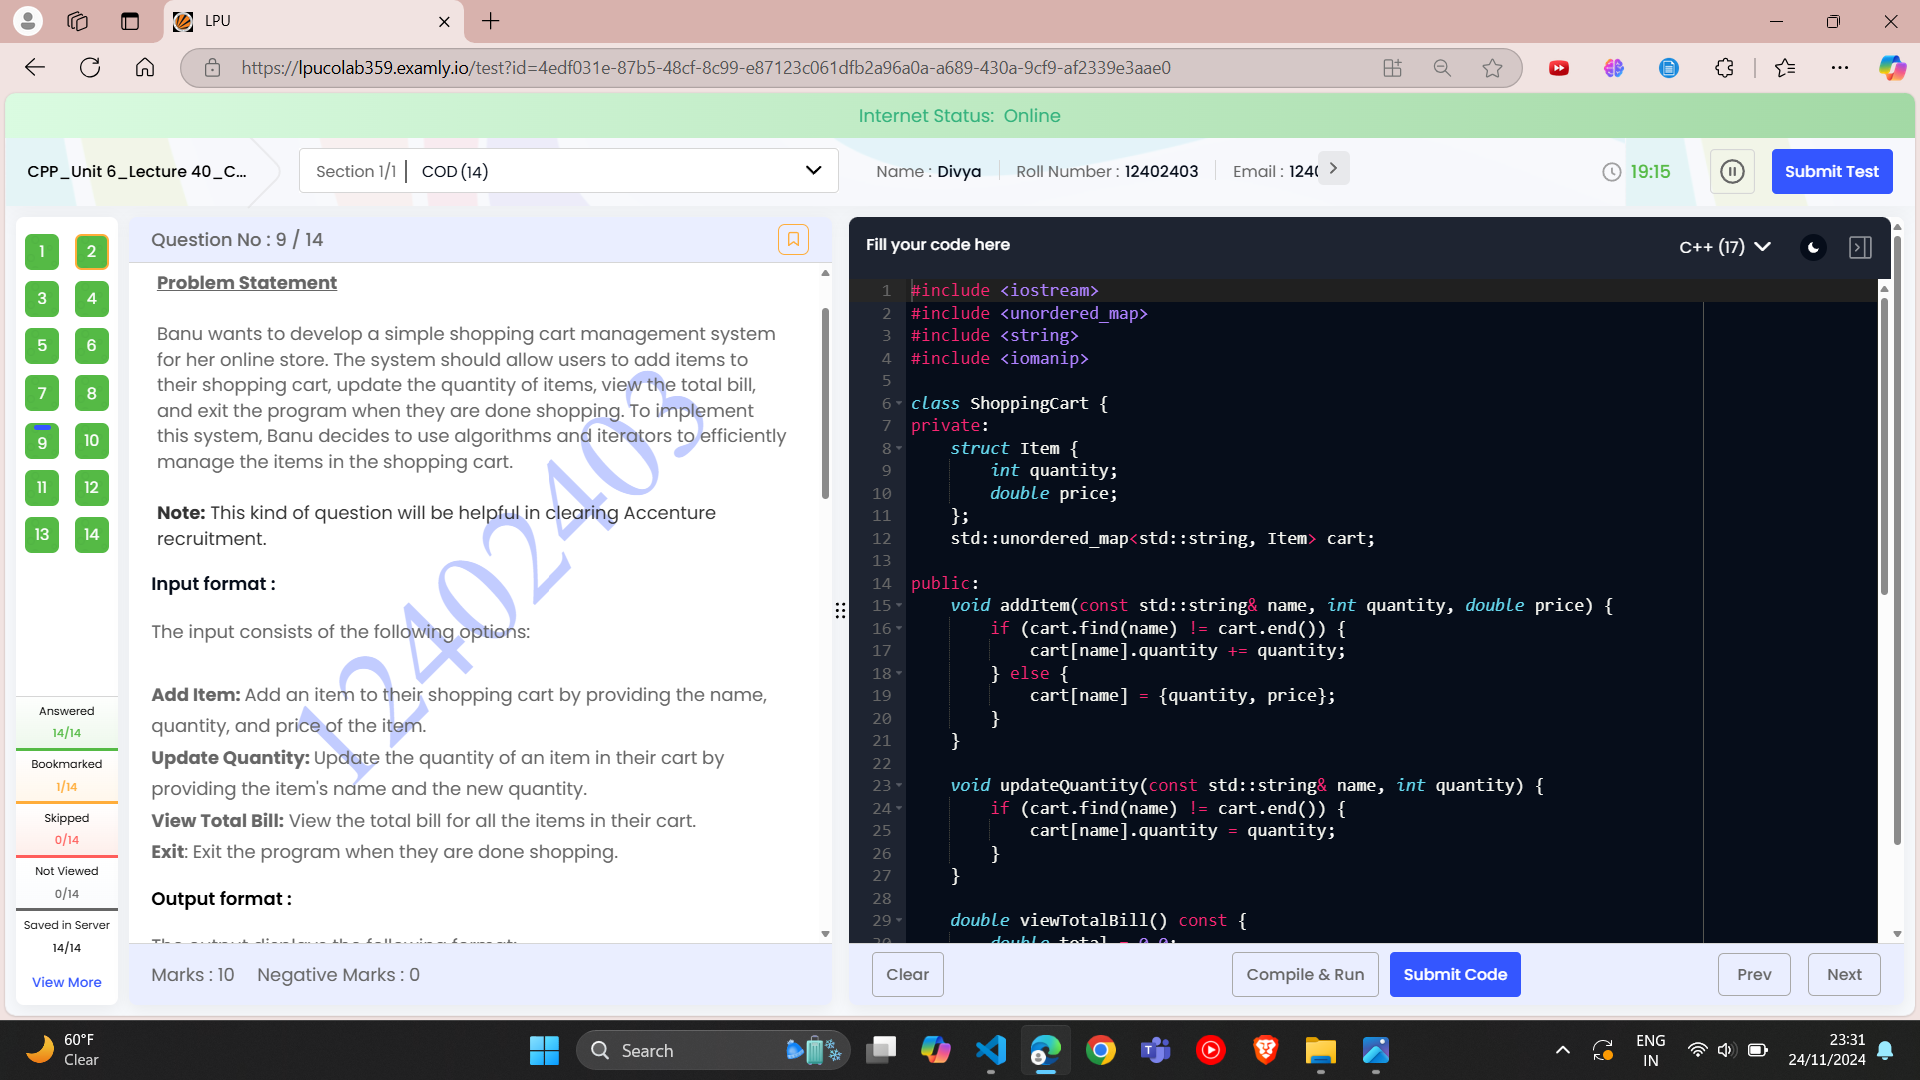 LPU
https://lpucolab359.examly.io/test?id=4edf031e-87b5-48cf-8c99-e87123c061dfb2a96a0a-a689-430a-9cf9-af2339e3aae0
Internet Status: Online
CPP_Unit 6_Lecture 40_C...
Section 1/1 | COD (14)
Name : Divya
Roll Number : 12402403
Email : 1240
19:15
Submit Test
1 2
3 4
5 6
7 8
9 10
11 12
13 14
Answered
14/14
Bookmarked
1/14
Skipped
0/14
Not Viewed
0/14
Saved in Server
14/14
View More
Question No : 9 / 14
Problem Statement
Banu wants to develop a simple shopping cart management system
for her online store. The system should allow users to add items to
their shopping cart, update the quantity of items, view the total bill,
and exit the program when they are done shopping. To implement
this system, Banu decides to use algorithms and iterators to efficiently
manage the items in the shopping cart.
Note: This kind of question will be helpful in clearing Accenture
recruitment.
Input format :
The input consists of the following options:
Add Item: Add an item to their shopping cart by providing the name,
quantity, and price of the item.
Update Quantity: Update the quantity of an item in their cart by
providing the item's name and the new quantity.
View Total Bill: View the total bill for all the items in their cart.
Exit: Exit the program when they are done shopping.
Output format :
The output displays the following format:
12402403
Marks : 10 Negative Marks : 0
Fill your code here
C++ (17)
1 #include <iostream>
2 #include <unordered_map>
3 #include <string>
4 #include <iomanip>
5
6 class ShoppingCart {
7 private:
8 struct Item {
9 int quantity;
10 double price;
11 };
12 std::unordered_map<std::string, Item> cart;
13
14 public:
15 void addItem(const std::string& name, int quantity, double price) {
16 if (cart.find(name) != cart.end()) {
17 cart[name].quantity += quantity;
18 } else {
19 cart[name] = {quantity, price};
20 }
21 }
22
23 void updateQuantity(const std::string& name, int quantity) {
24 if (cart.find(name) != cart.end()) {
25 cart[name].quantity = quantity;
26 }
27 }
28
29 double viewTotalBill() const {
30 double total = 0.0;
Clear
Compile & Run
Submit Code
Prev
Next
60°F
Clear
Search
ENG
IN
23:31
24/11/2024